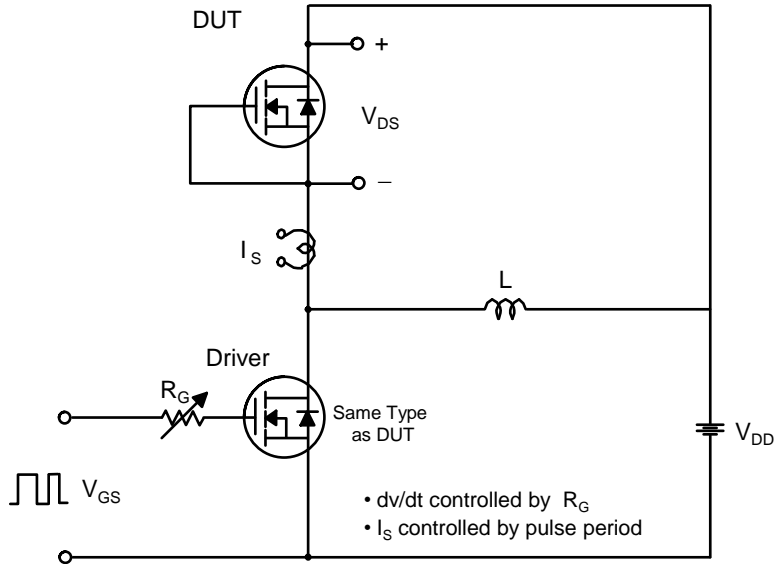 DUT
+
V_DS
−
I_S
L
Driver
R_G
Same Type
as DUT
V_DD
V_GS
• dv/dt controlled by R_G
• I_S controlled by pulse period